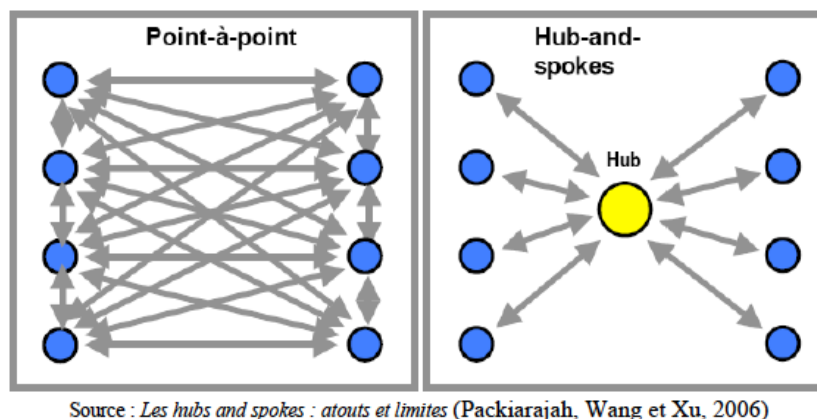 Point-à-point
Hub-and-
spokes
Hub
Source : Les hubs and spokes : atouts et limites (Packiarajah, Wang et Xu, 2006)